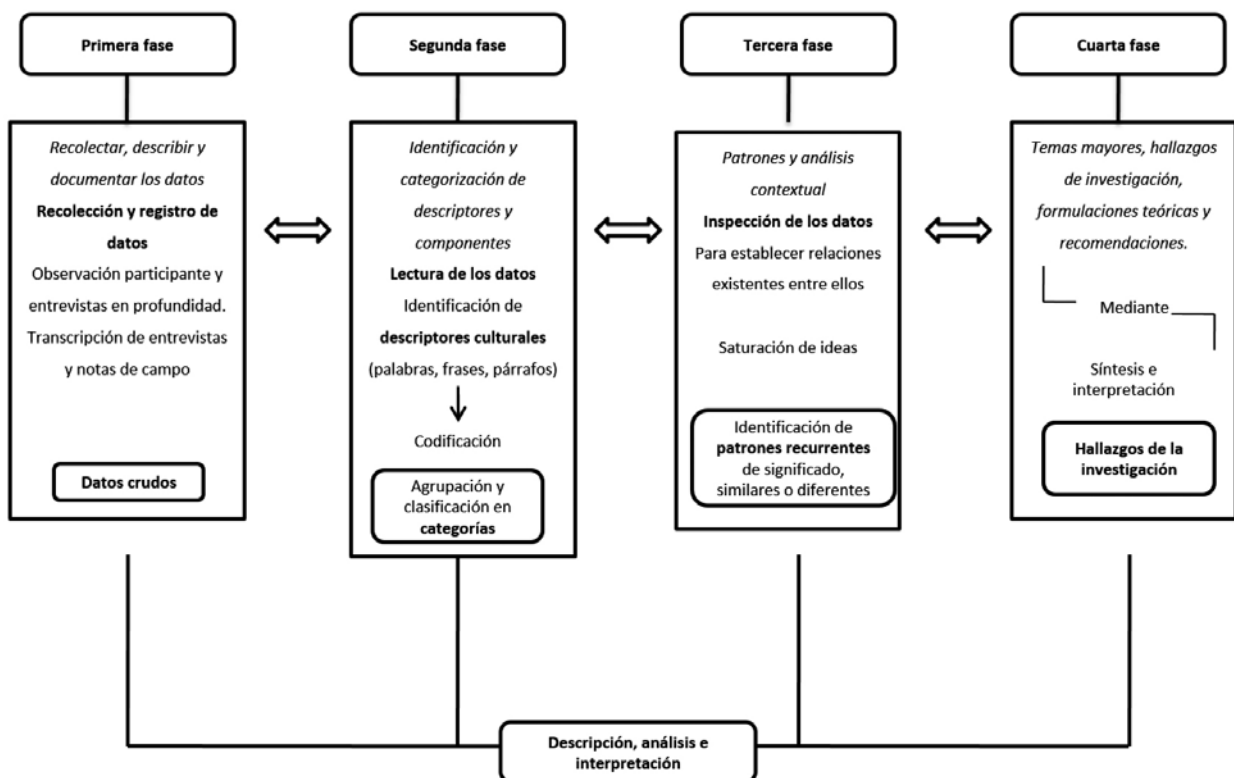 Primera fase
Recolectar, describir y
documentar los datos
Recolección y registro de
datos
Observación participante y
entrevistas en profundidad.
Transcripción de entrevistas
y notas de campo
Datos crudos
Segunda fase
Identificación y
categorización de
descriptores y
componentes
Lectura de los datos
Identificación de
descriptores culturales
(palabras, frases, párrafos)
Codificación
Agrupación y
clasificación en
categorías
Tercera fase
Patrones y análisis
contextual
Inspección de los datos
Para establecer relaciones
existentes entre ellos
Saturación de ideas
Identificación de
patrones recurrentes
de significado,
similares o diferentes
Cuarta fase
Temas mayores, hallazgos
de investigación,
formulaciones teóricas y
recomendaciones.
Mediante
Síntesis e
interpretación
Hallazgos de la
investigación
Descripción, análisis e
interpretación